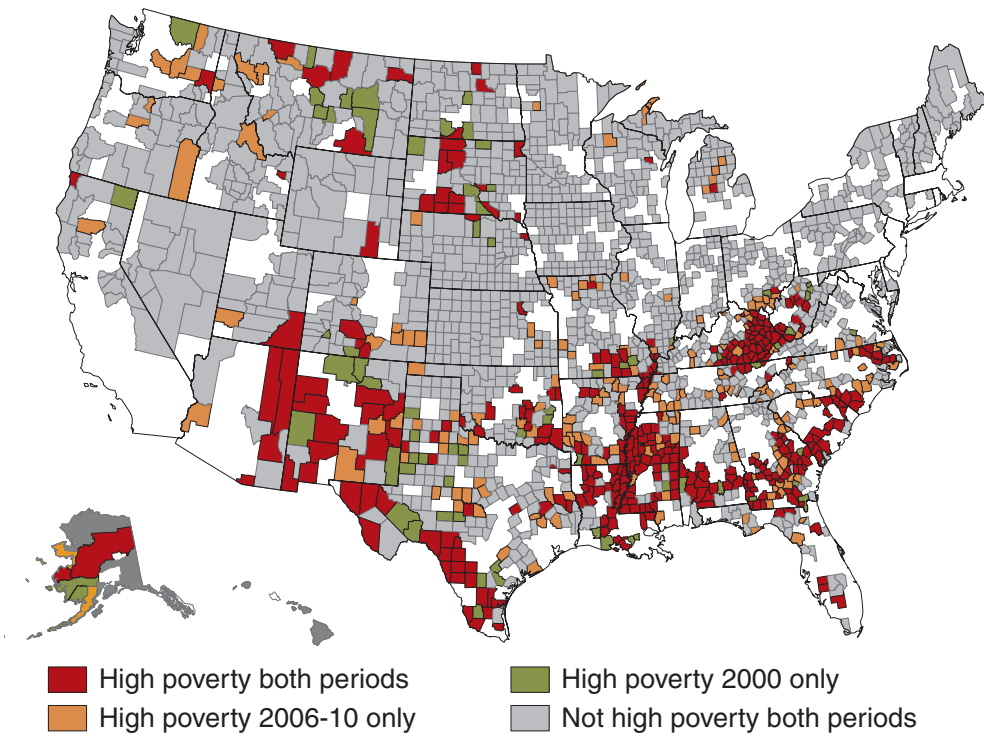 High poverty both periods
High poverty 2000 only
High poverty 2006-10 only
Not high poverty both periods